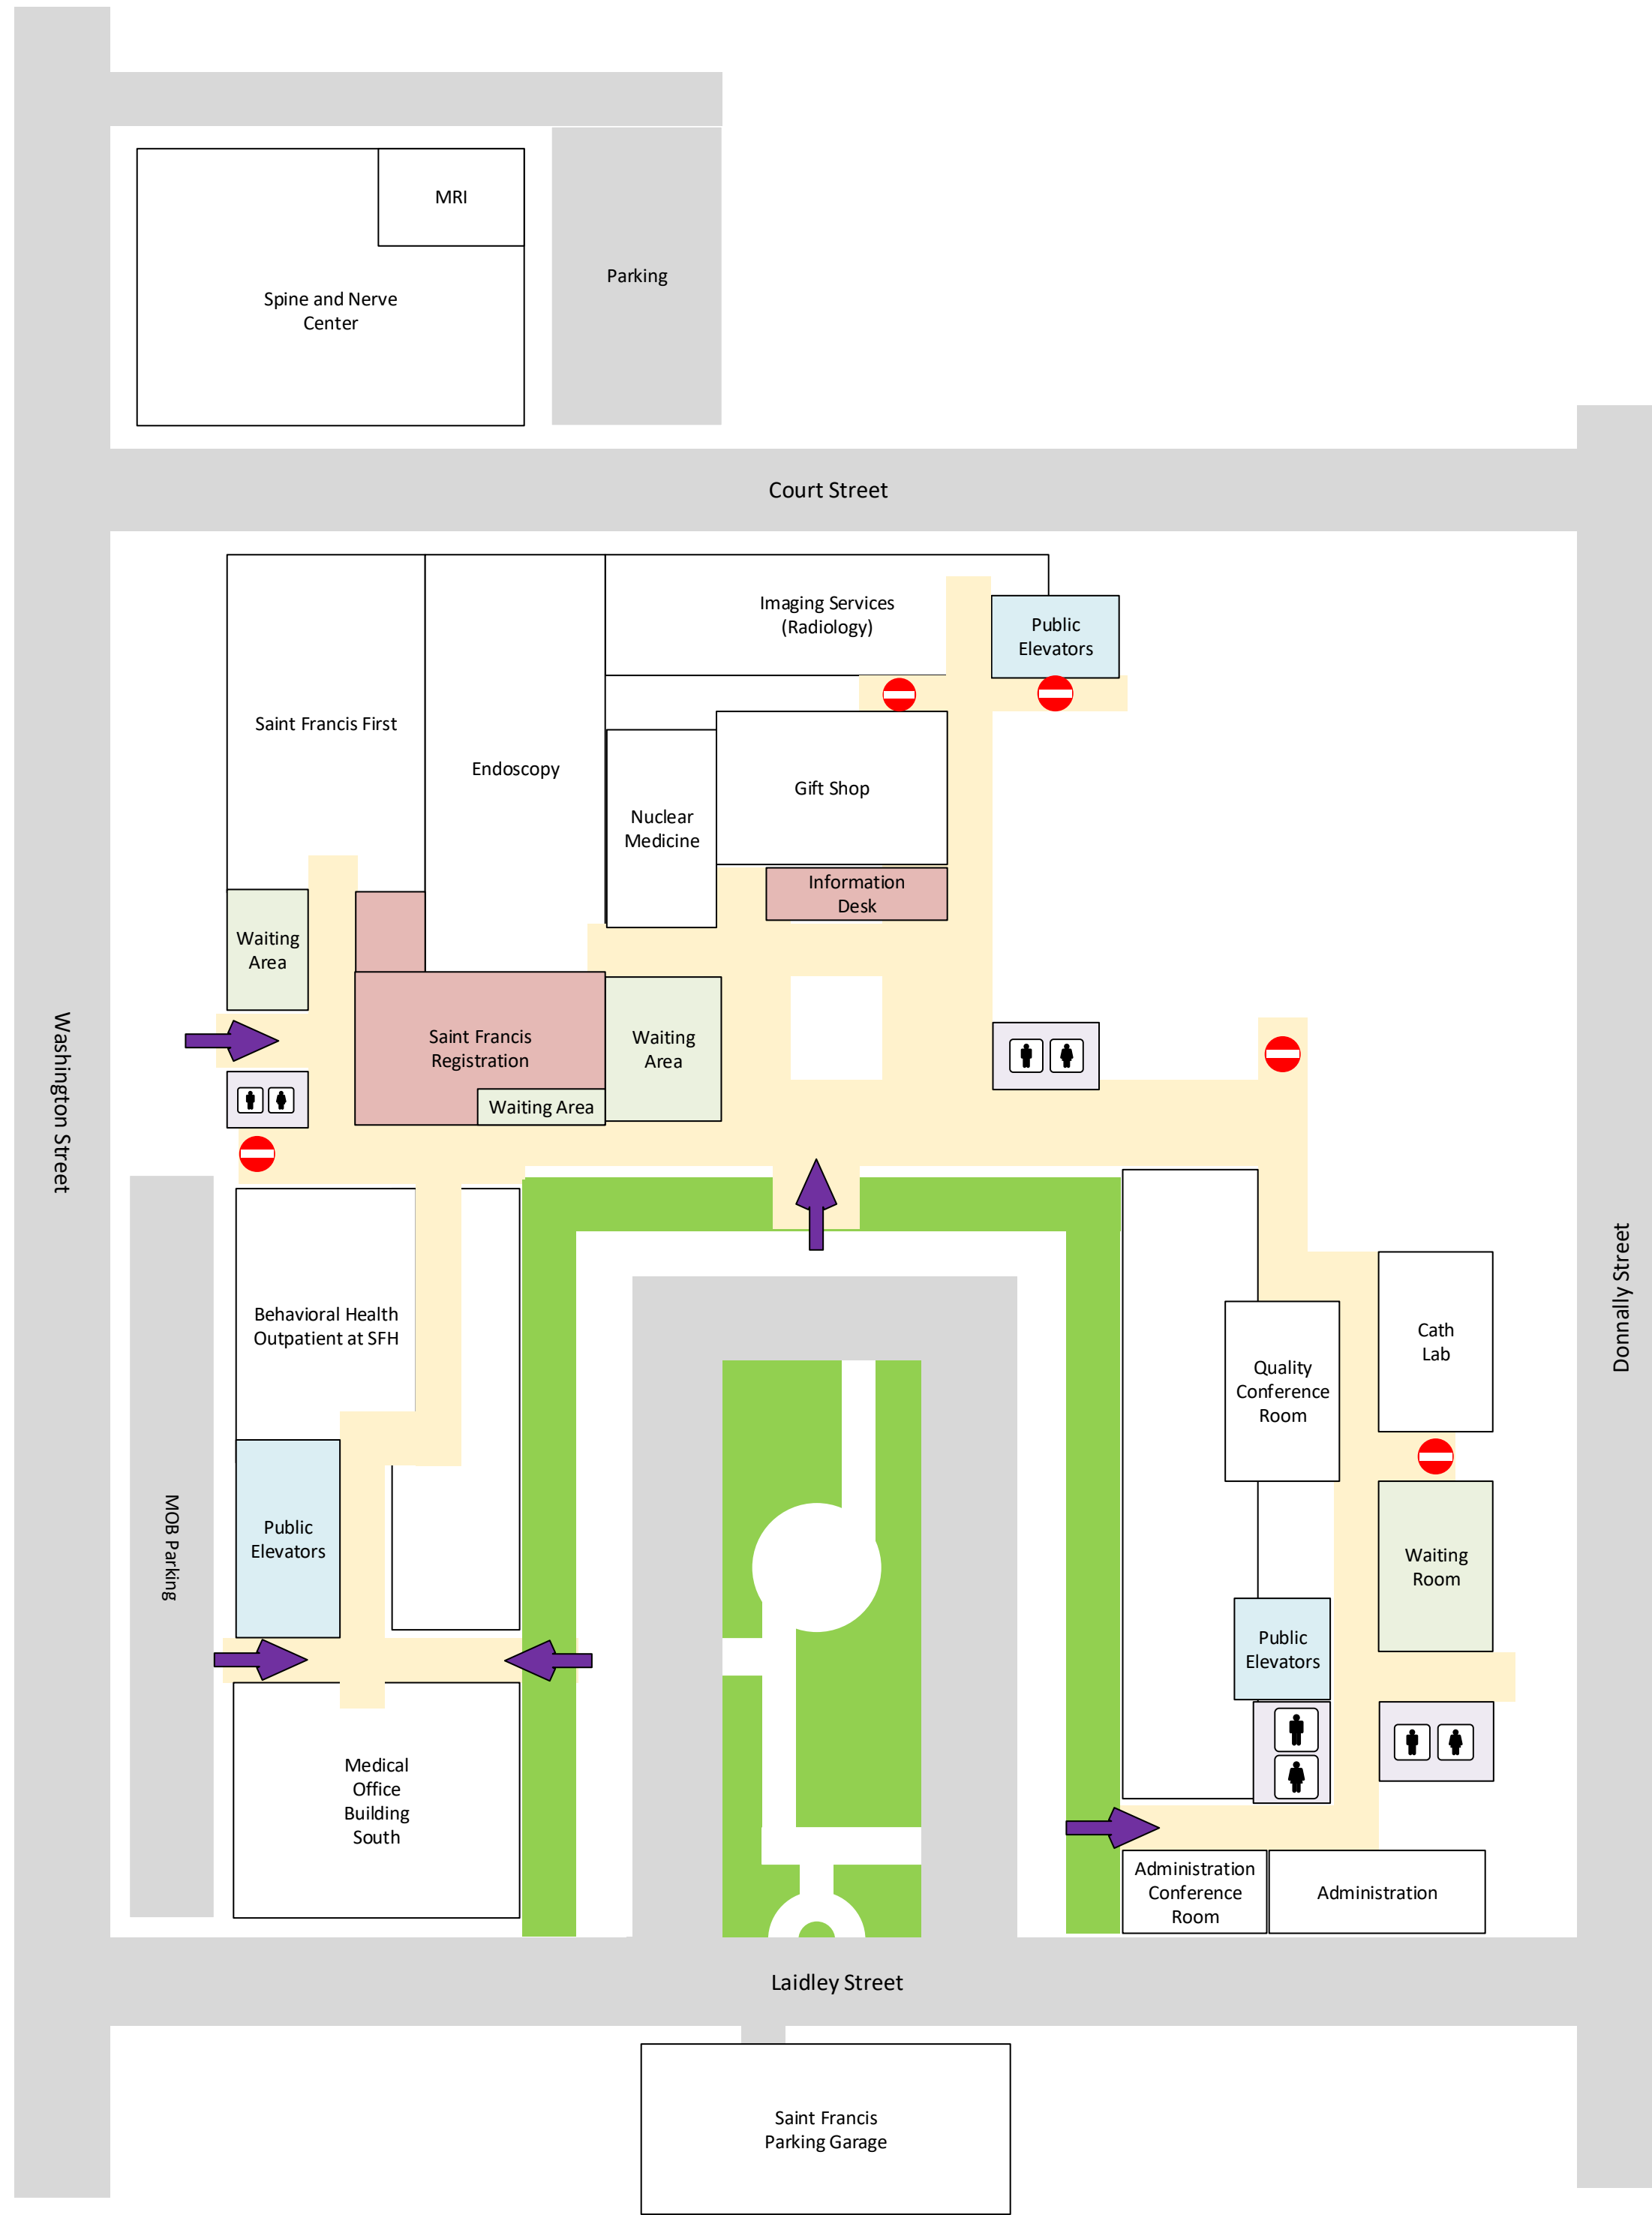 MRI
Spine and Nerve
Center
Parking
Court Street
Imaging Services
(Radiology)
Public
Elevators
Saint Francis First
Endoscopy
Gift Shop
Nuclear
Medicine
Information
Desk
Waiting
Area
Saint Francis
Registration
Waiting
Area
Waiting Area
Washington Street
Donnally Street
Behavioral Health
Outpatient at SFH
Cath
Lab
Quality
Conference
Room
MOB Parking
Public
Elevators
Waiting
Room
Public
Elevators
Medical
Office
Building
South
Administration
Conference
Room
Administration
Laidley Street
Saint Francis
Parking Garage